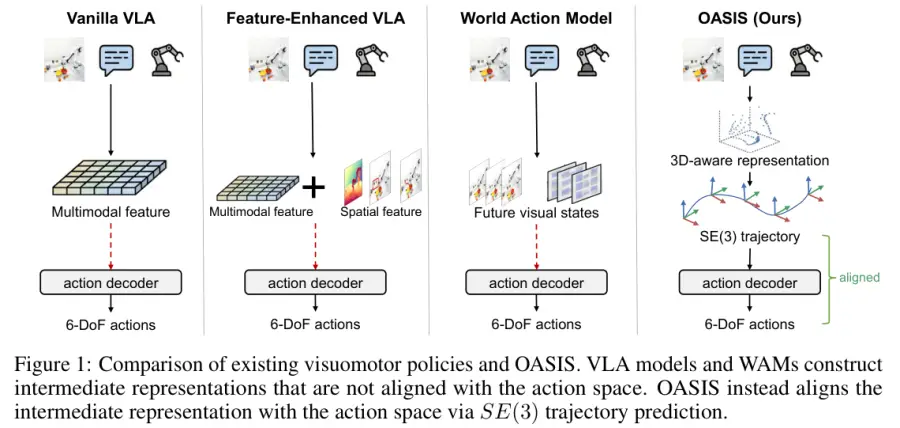 Vanilla VLA
Multimodal feature
action decoder
6-DoF actions
Feature-Enhanced VLA
Multimodal feature
+
Spatial feature
action decoder
6-DoF actions
World Action Model
Future visual states
action decoder
6-DoF actions
OASIS (Ours)
3D-aware representation
SE(3) trajectory
action decoder
6-DoF actions
aligned
Figure 1: Comparison of existing visuomotor policies and OASIS. VLA models and WAMs construct
intermediate representations that are not aligned with the action space. OASIS instead aligns the
intermediate representation with the action space via SE(3) trajectory prediction.